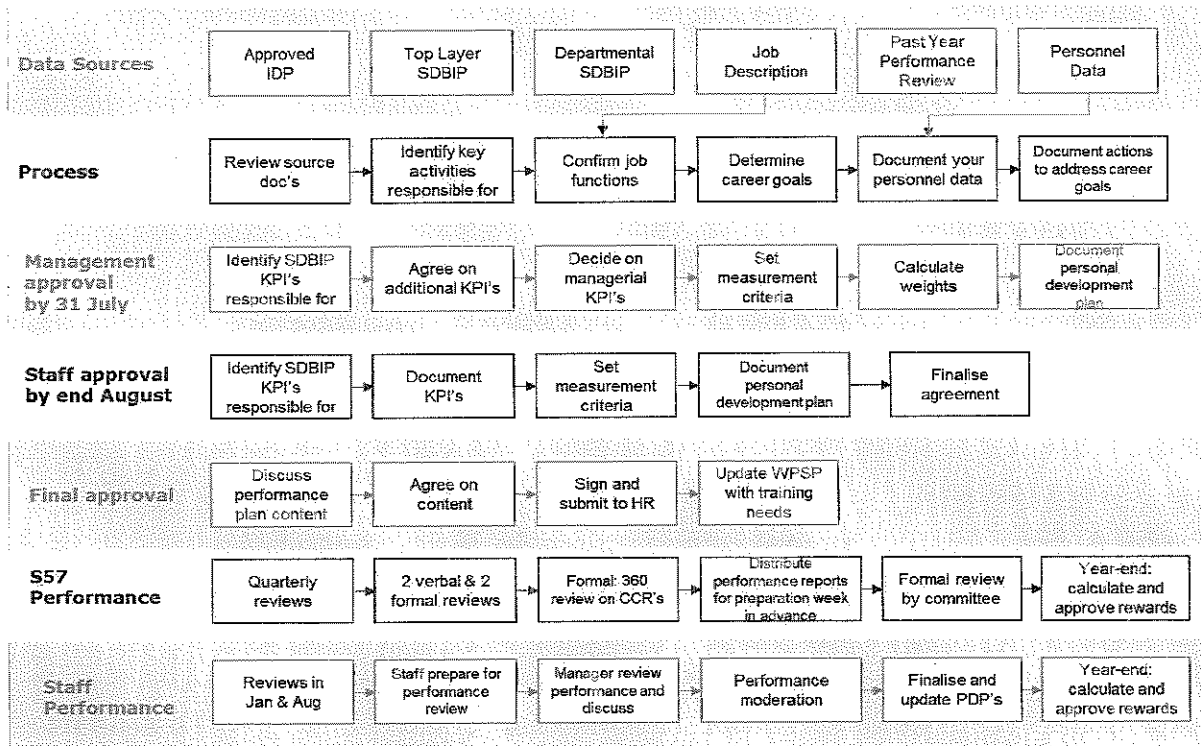 Data Sources
Approved
IDP
Top Layer
SDBIP
Departmental
SDBIP
Job
Description
Past Year
Performance
Review
Personnel
Data
Process
Review source
doc's
Identify key
activities
responsible for
Confirm job
functions
Determine
career goals
Document your
personnel data
Document actions
to address career
goals
Management
approval
by 31 July
Identify SDBIP
KPI's
responsible for
Agree on
additional KPI's
Decide on
managerial
KPI's
Set
measurement
criteria
Calculate
weights
Document
personal
development
plan
Staff approval
by end August
Identify SDBIP
KPI's
responsible for
Document
KPI's
Set
measurement
criteria
Document
personal
development plan
Finalise
agreement
Final approval
Discuss
performance
plan content
Agree on
content
Sign and
submit to HR
Update WPSP
with training
needs
S57
Performance
Quarterly
reviews
2 verbal & 2
formal reviews
Formal: 360
review on CCR's
Distribute
performance reports
for preparation week
in advance
Formal review
by committee
Year-end:
calculate and
approve rewards
Staff
Performance
Reviews in
Jan & Aug
Staff prepare for
performance
review
Manager review
performance and
discuss
Performance
moderation
Finalise and
update PDP's
Year-end:
calculate and
approve rewards